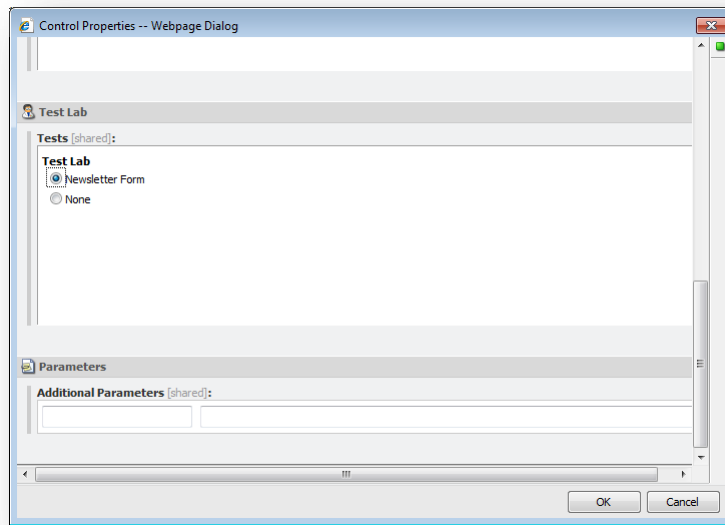 Control Properties -- Webpage Dialog
Test Lab
Tests [shared]:
Test Lab
Newsletter Form
None
Parameters
Additional Parameters [shared]:
OK
Cancel